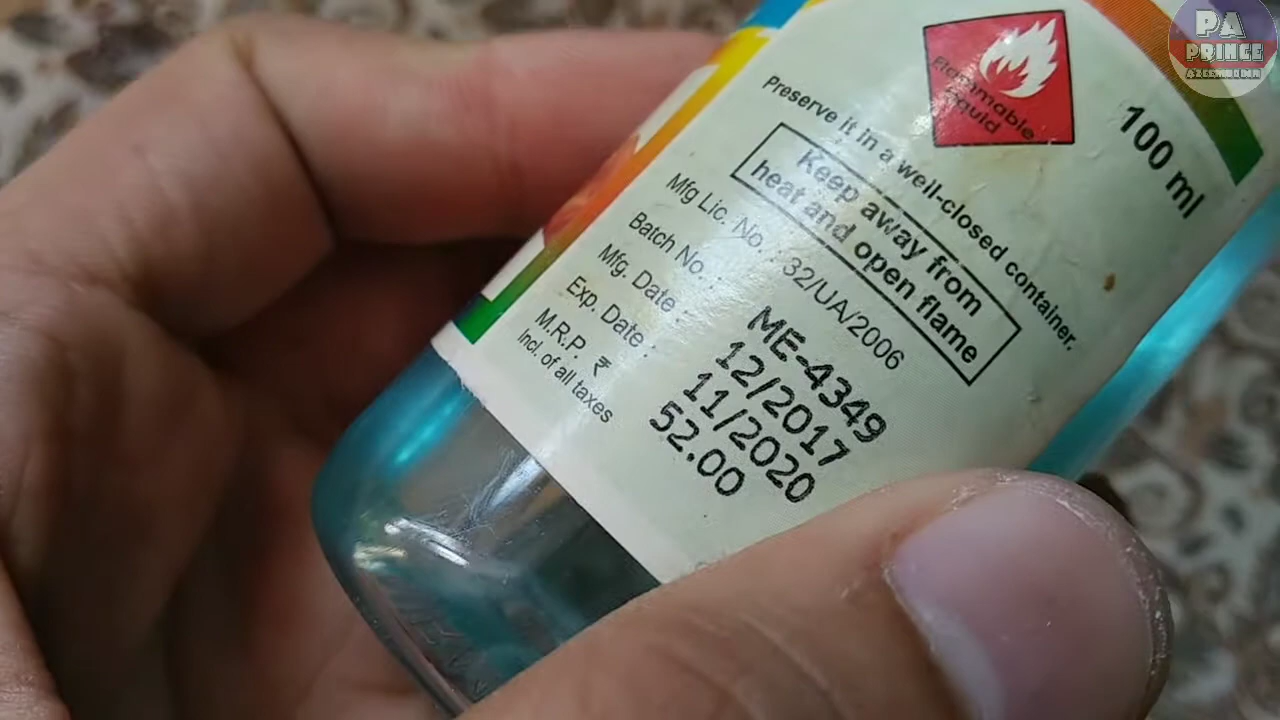 PA
PRINCE
Flammable
liquid
100 ml
Preserve it in a well-closed container.
Keep away from
heat and open flame
Mfg Lic. No. : 32/UA/2006
Batch No. : ME-4349
Mfg. Date : 12/2017
Exp. Date : 11/2020
M.R.P. ₹ 52.00
Incl. of all taxes